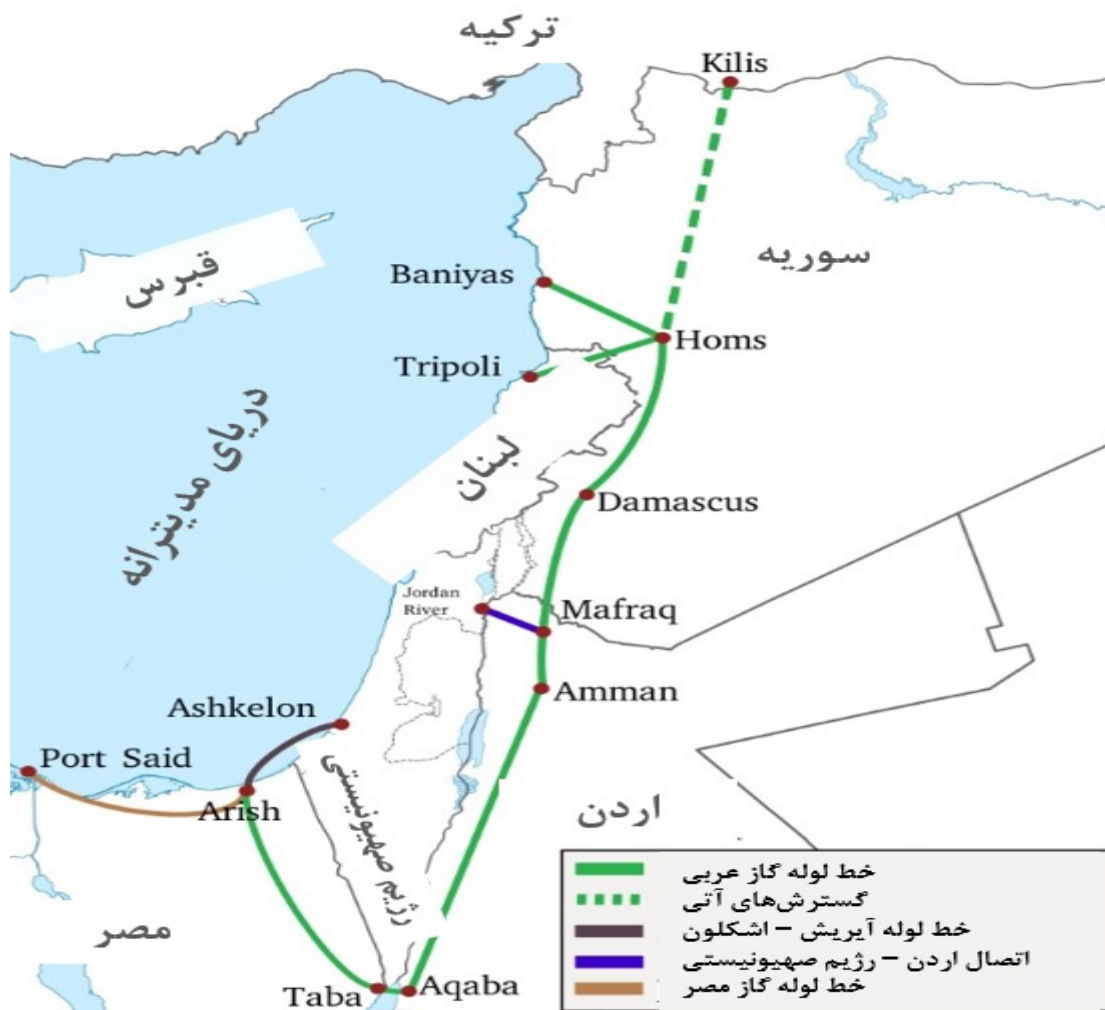 ترکیه
Kilis
سوریه
قبرس
Baniyas
Homs
Tripoli
دریای مدیترانه
لبنان
Damascus
Jordan
River
Mafraq
Amman
Ashkelon
Port Said
Arish
رژیم صهیونیستی
اردن
مصر
Taba
Aqaba
خط لوله گاز عربی
گسترش‌های آتی
خط لوله آیریش – اشکلون
اتصال اردن – رژیم صهیونیستی
خط لوله گاز مصر